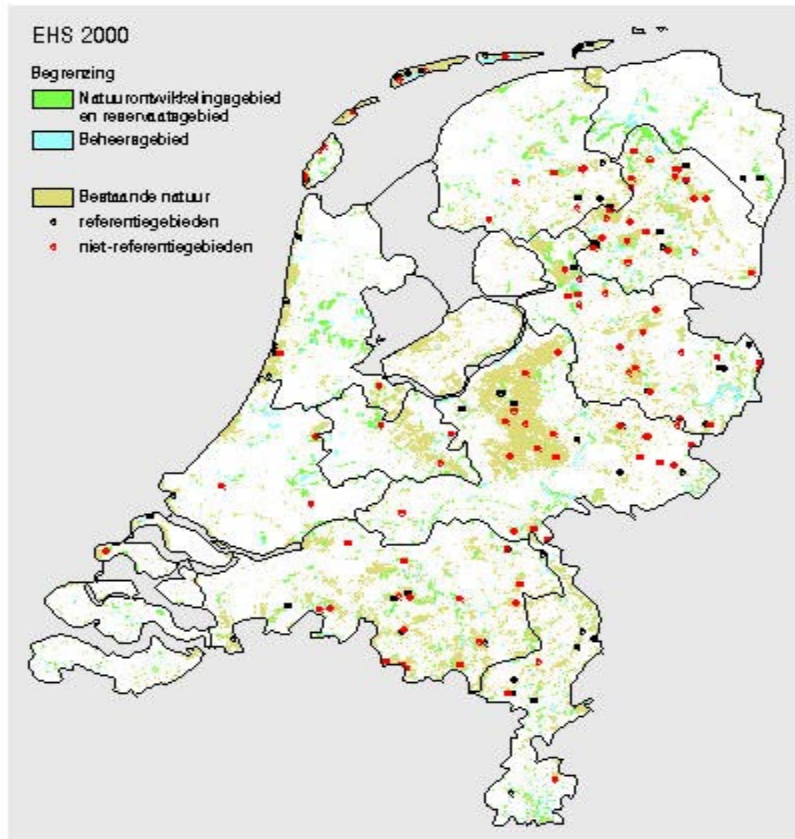 EHS 2000
Begrenzing
Natuurontwikkelingsgebied
en reservaatsgebied
Beheersgebied
Bestaande natuur
referentiegebieden
niet-referentiegebieden